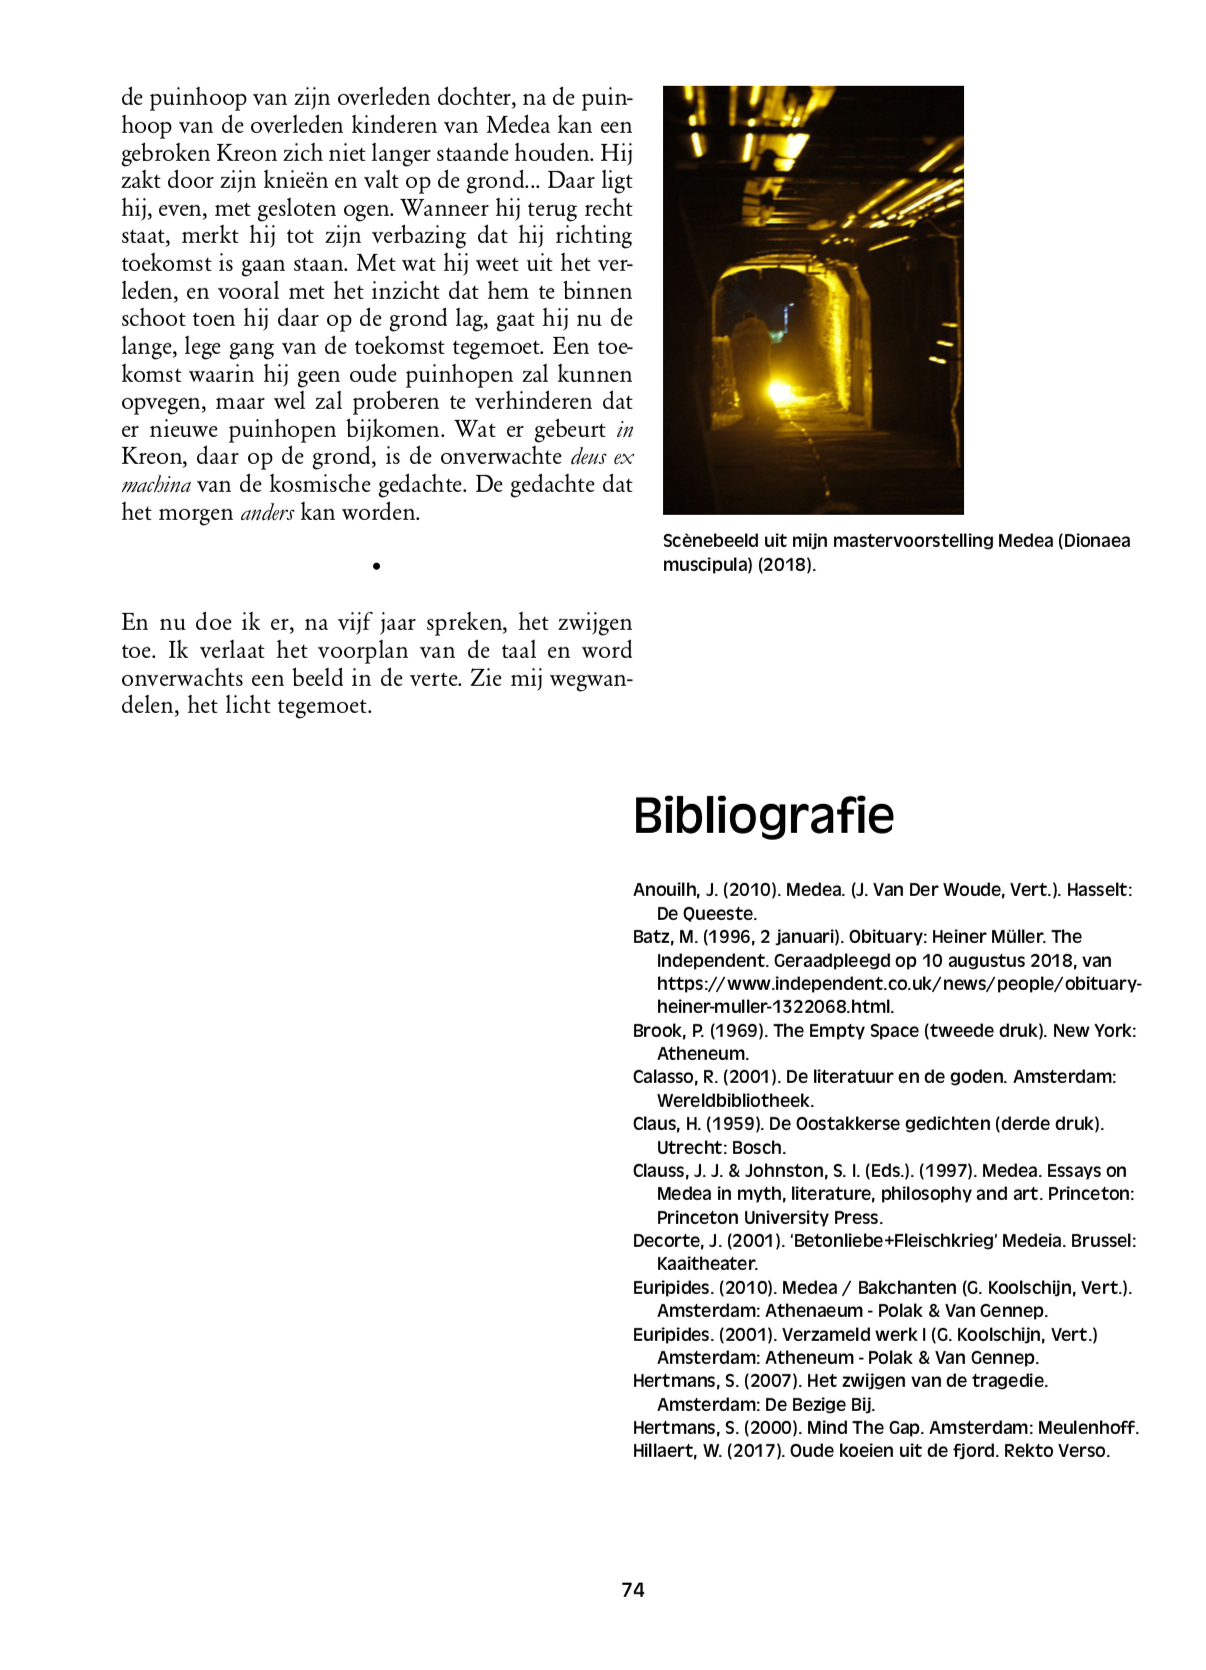 de puinhoop van zijn overleden dochter, na de puin-
hoop van de overleden kinderen van Medea kan een
gebroken Kreon zich niet langer staande houden. Hij
zakt door zijn knieën en valt op de grond... Daar ligt
hij, even, met gesloten ogen. Wanneer hij terug recht
staat, merkt hij tot zijn verbazing dat hij richting
toekomst is gaan staan. Met wat hij weet uit het ver-
leden, en vooral met het inzicht dat hem te binnen
schoot toen hij daar op de grond lag, gaat hij nu de
lange, lege gang van de toekomst tegemoet. Een toe-
komst waarin hij geen oude puinhopen zal kunnen
opvegen, maar wel zal proberen te verhinderen dat
er nieuwe puinhopen bijkomen. Wat er gebeurt in
Kreon, daar op de grond, is de onverwachte deus ex
machina van de kosmische gedachte. De gedachte dat
het morgen anders kan worden.
•
En nu doe ik er, na vijf jaar spreken, het zwijgen
toe. Ik verlaat het voorplan van de taal en word
onverwachts een beeld in de verte. Zie mij wegwan-
delen, het licht tegemoet.
Scènebeeld uit mijn mastervoorstelling Medea (Dionaea
muscipula) (2018).
Bibliografie
Anouilh, J. (2010). Medea. (J. Van Der Woude, Vert.). Hasselt:
De Queeste.
Batz, M. (1996, 2 januari). Obituary: Heiner Müller. The
Independent. Geraadpleegd op 10 augustus 2018, van
https://www.independent.co.uk/news/people/obituary-
heiner-muller-1322068.html.
Brook, P. (1969). The Empty Space (tweede druk). New York:
Atheneum.
Calasso, R. (2001). De literatuur en de goden. Amsterdam:
Wereldbibliotheek.
Claus, H. (1959). De Oostakkerse gedichten (derde druk).
Utrecht: Bosch.
Clauss, J. J. & Johnston, S. I. (Eds.). (1997). Medea. Essays on
Medea in myth, literature, philosophy and art. Princeton:
Princeton University Press.
Decorte, J. (2001). ‘Betonliebe+Fleischkrieg’ Medeia. Brussel:
Kaaitheater.
Euripides. (2010). Medea / Bakchanten (G. Koolschijn, Vert.).
Amsterdam: Athenaeum - Polak & Van Gennep.
Euripides. (2001). Verzameld werk I (G. Koolschijn, Vert.)
Amsterdam: Atheneum - Polak & Van Gennep.
Hertmans, S. (2007). Het zwijgen van de tragedie.
Amsterdam: De Bezige Bij.
Hertmans, S. (2000). Mind The Gap. Amsterdam: Meulenhoff.
Hillaert, W. (2017). Oude koeien uit de fjord. Rekto Verso.
74